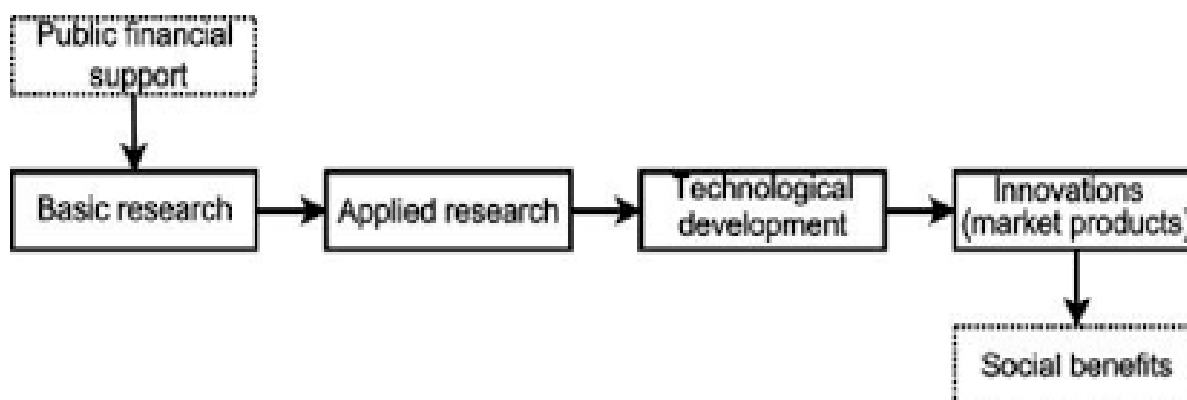 Public financial
support
Basic research
Applied research
Technological
development
Innovations
(market products)
Social benefits